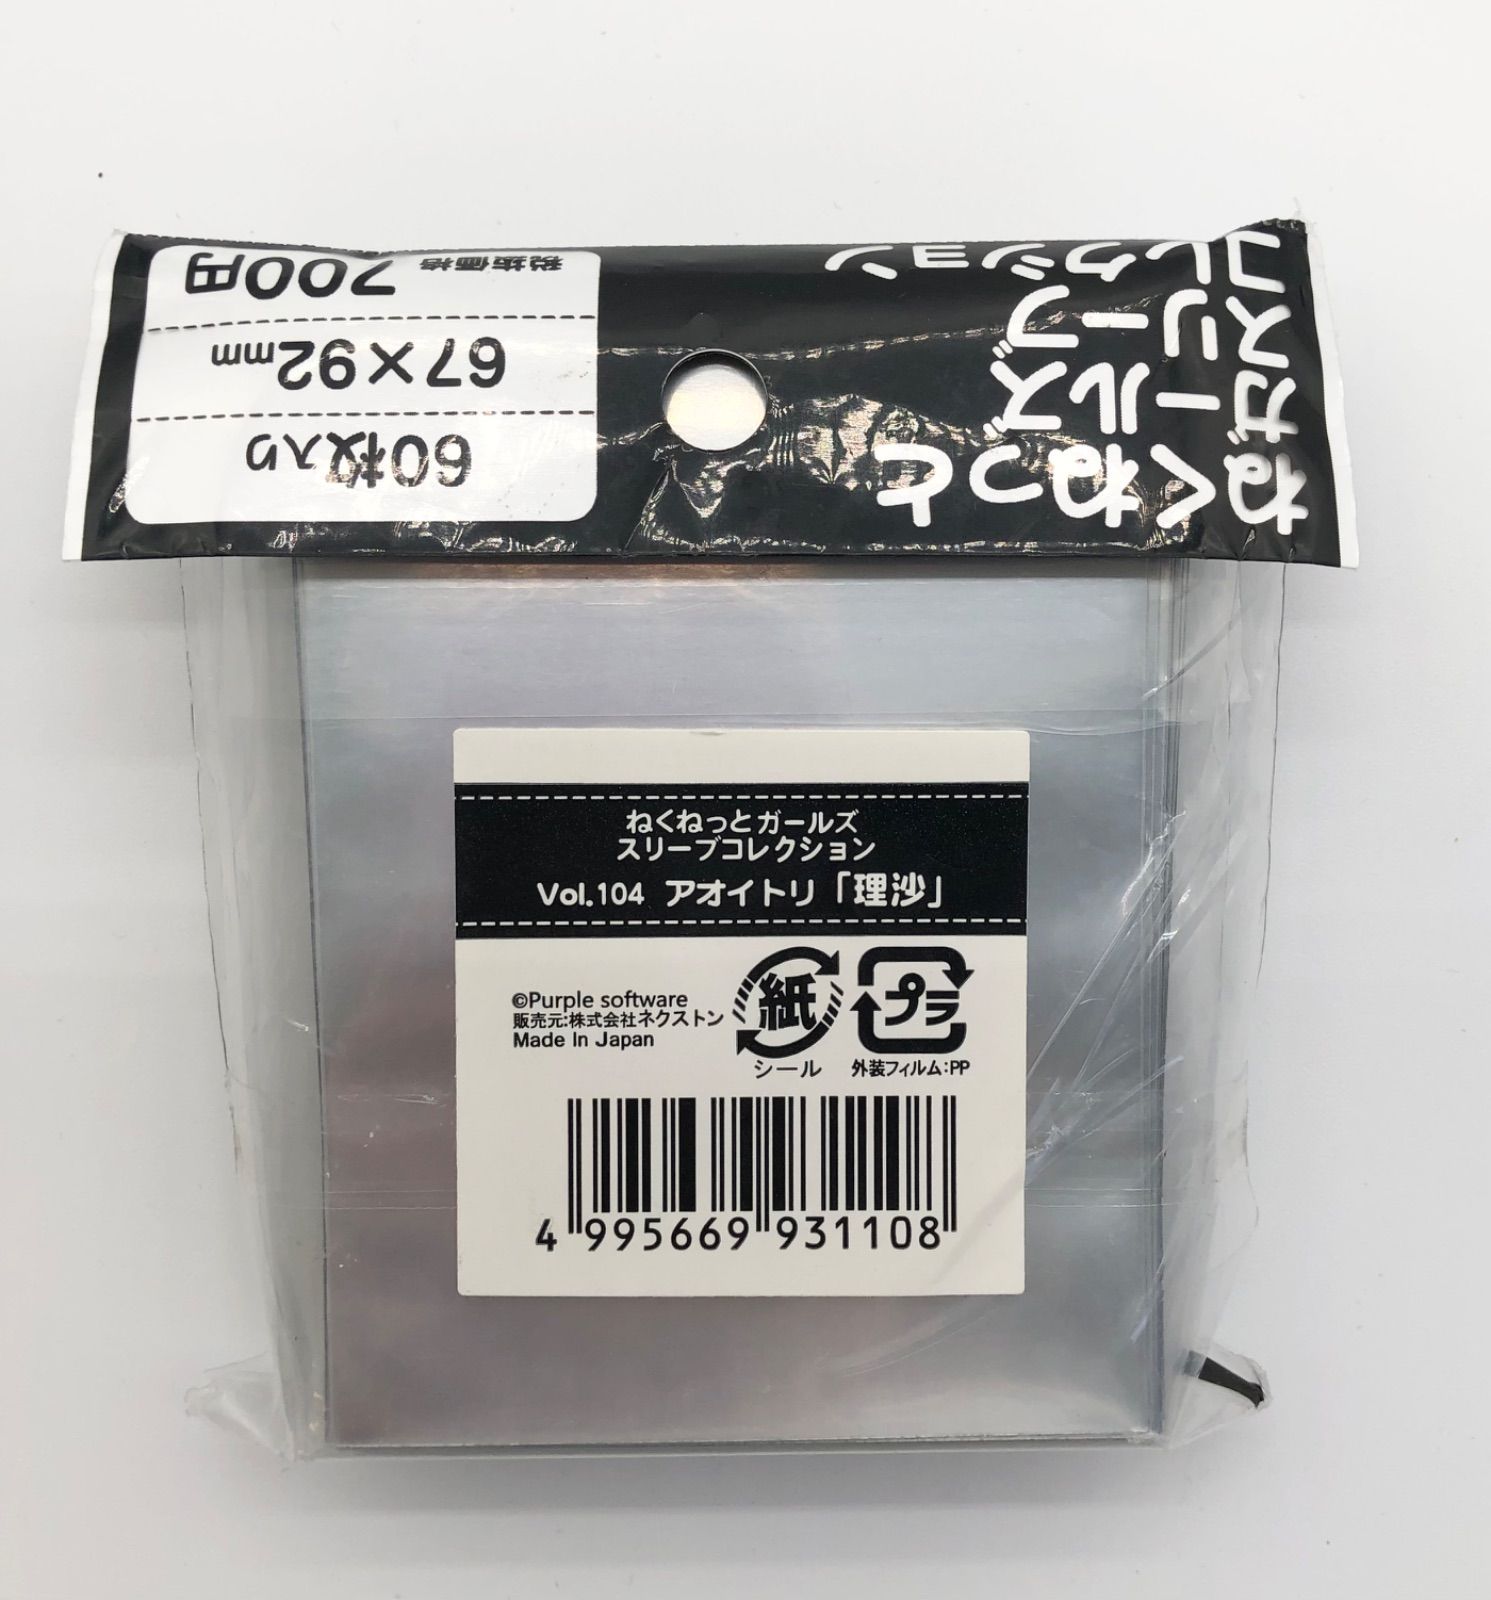 ねくねっと
ガールズ
スリーブ
コレクション
60枚入り
67×92mm
税抜価格 700円
ねくねっとガールズ
スリーブコレクション
Vol.104 アオイトリ「理沙」
©Purple software
販売元:株式会社ネクストン
Made In Japan
紙
シール
プラ
外装フィルム:PP
4 995669 931108